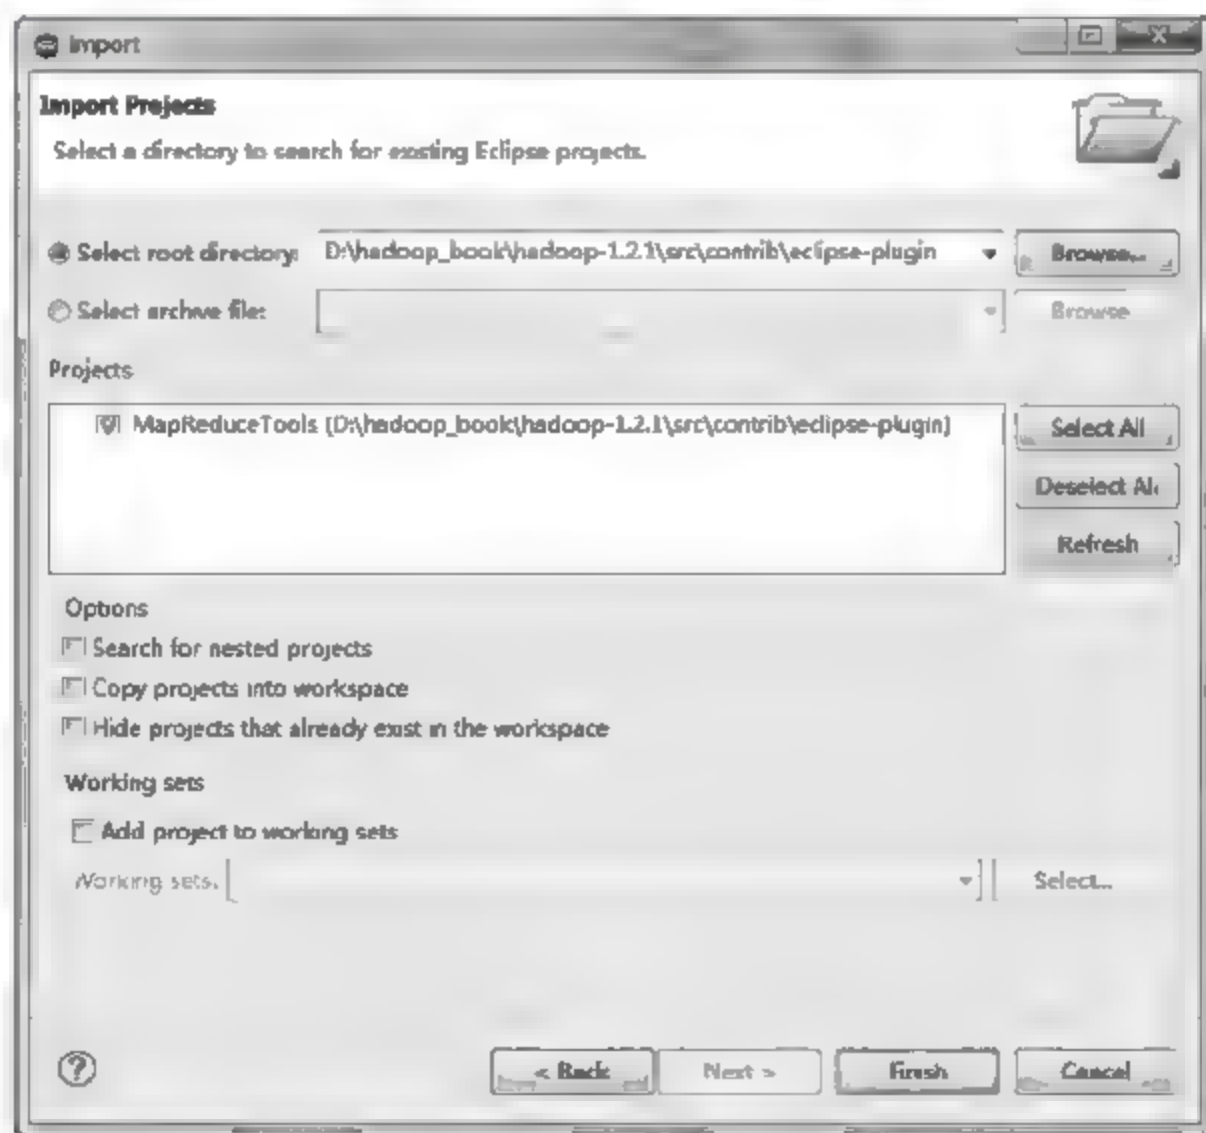 Import
Import Projects
Select a directory to search for existing Eclipse projects.
Select root directory: D:\hadoop_book\hadoop-1.2.1\src\contrib\eclipse-plugin Browse...
Select archive file: Browse
Projects
MapReduceTools (D:\hadoop_book\hadoop-1.2.1\src\contrib\eclipse-plugin) Select All
Deselect All
Refresh
Options
Search for nested projects
Copy projects into workspace
Hide projects that already exist in the workspace
Working sets
Add project to working sets
Working sets: Select...
< Back Next > Finish Cancel